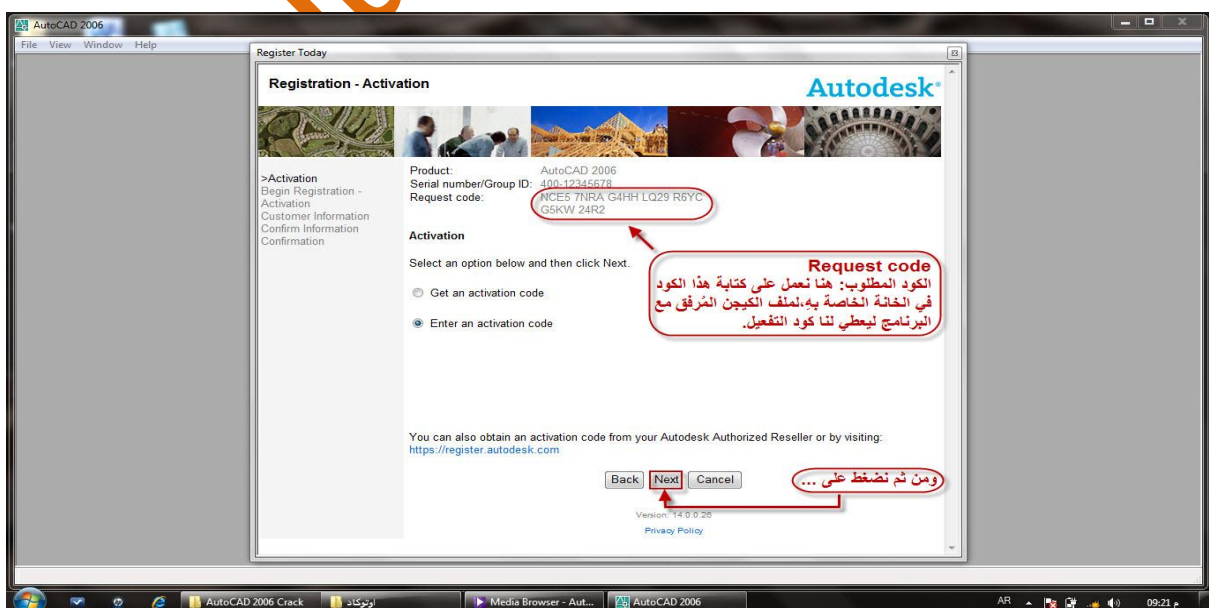 AutoCAD 2006
File View Window Help
Register Today
Registration - Activation
Autodesk
>Activation
Begin Registration -
Activation
Customer Information
Confirm Information
Confirmation
Product: AutoCAD 2006
Serial number/Group ID: 400-12345678
Request code: NCE5 7NRA G4HH LQ29 R6YC
G5KW 24R2
Activation
Select an option below and then click Next.
Get an activation code
Enter an activation code
Request code
الكود المطلوب: هنا نعمل على كتابة هذا الكود
في الخانة الخاصة بهِ،لملف الكيجن المُرفق مع
البرنامج ليعطي لنا كود التفعيل.
You can also obtain an activation code from your Autodesk Authorized Reseller or by visiting:
https://register.autodesk.com
Back Next Cancel
ومن ثم نضغط على ...
Version: 14.0.0.26
Privacy Policy
AutoCAD 2006 Crack
اوتوكاد
Media Browser - Aut...
AutoCAD 2006
AR
09:21 م